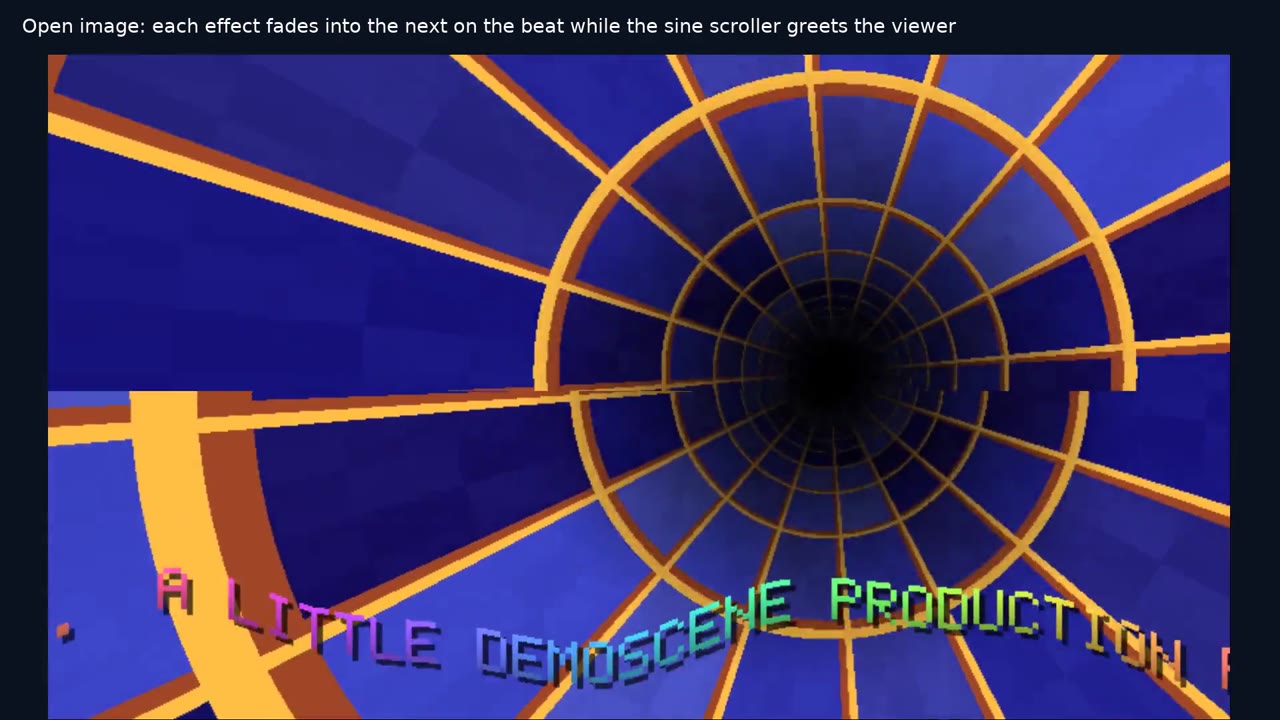 Open image: each effect fades into the next on the beat while the sine scroller greets the viewer
A LITTLE DEMOSCENE PRODUCTION